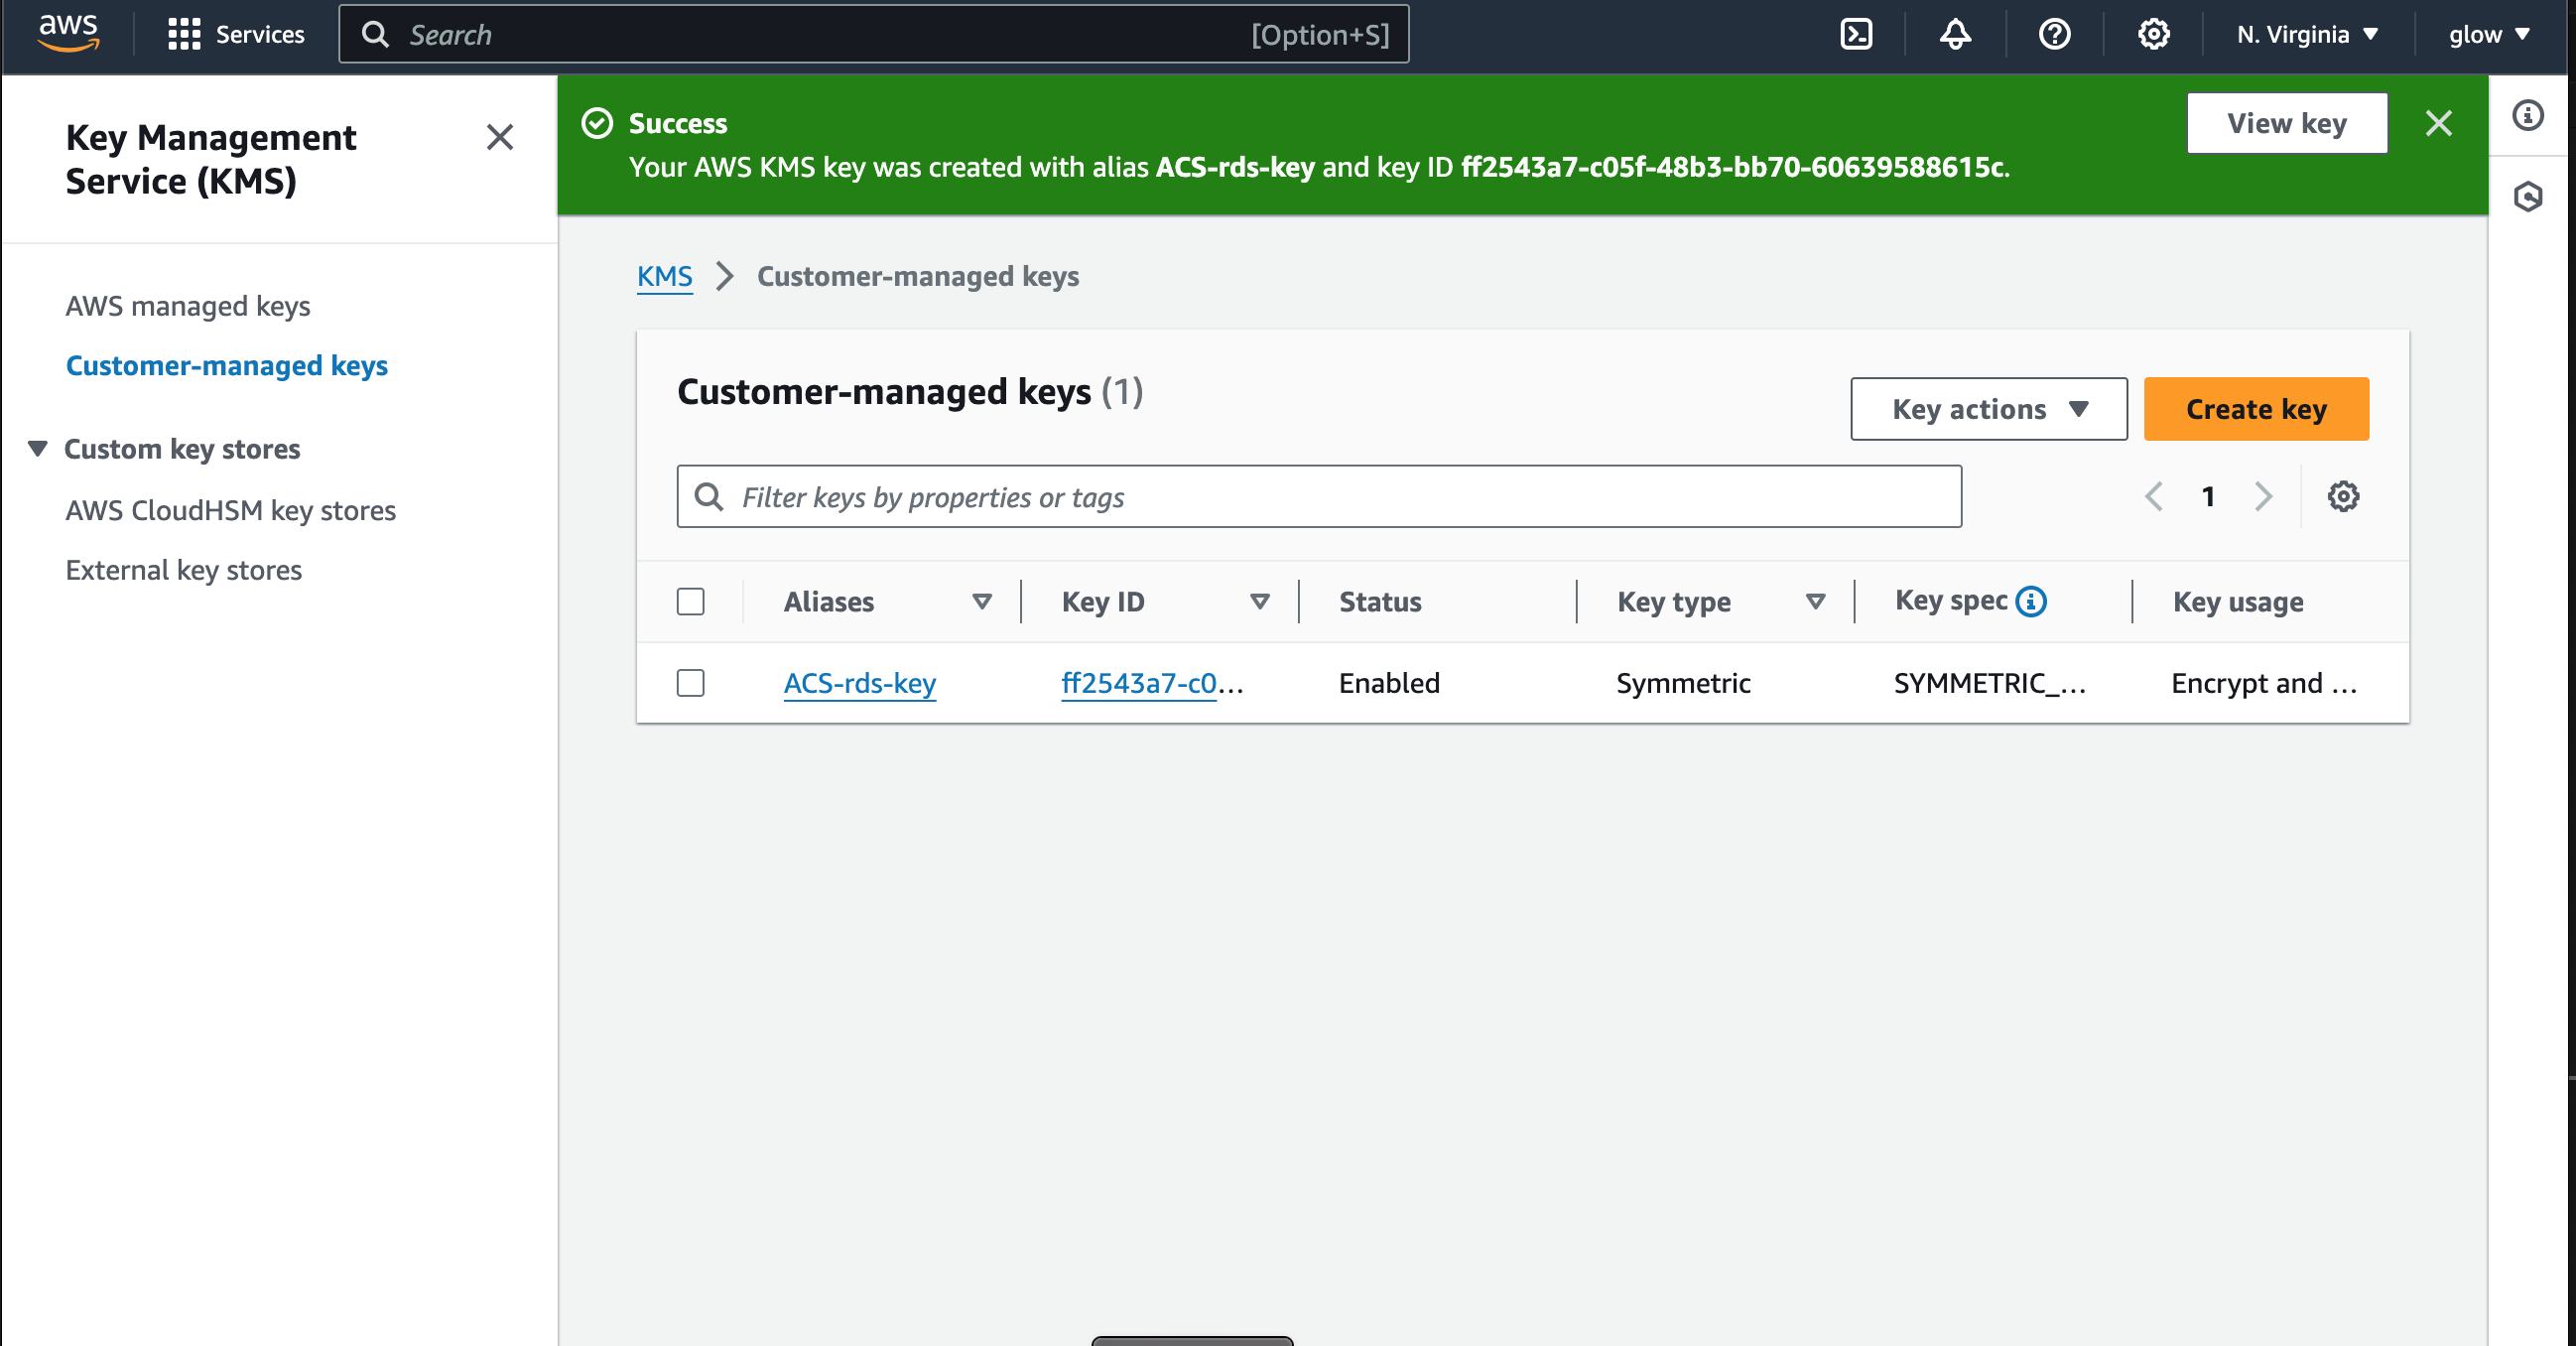 aws
Services
Search
[Option+S]
N. Virginia
glow
Key Management
Service (KMS)
AWS managed keys
Customer-managed keys
Custom key stores
AWS CloudHSM key stores
External key stores
Success
Your AWS KMS key was created with alias ACS-rds-key and key ID ff2543a7-c05f-48b3-bb70-60639588615c.
View key
KMS
Customer-managed keys
Customer-managed keys (1)
Key actions
Create key
Filter keys by properties or tags
1
Aliases
Key ID
Status
Key type
Key spec
Key usage
ACS-rds-key
ff2543a7-c0...
Enabled
Symmetric
SYMMETRIC_...
Encrypt and ...